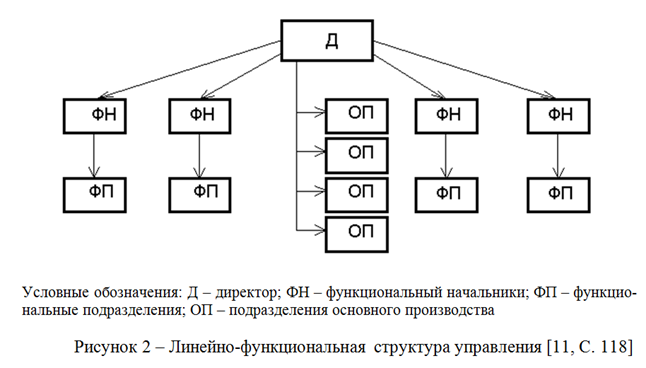 Д
ФН
ФН
ОП
ФН
ФН
ОП
ФП
ФП
ОП
ФП
ФП
ОП
Условные обозначения: Д – директор; ФН – функциональный начальники; ФП – функцио-
нальные подразделения; ОП – подразделения основного производства
Рисунок 2 – Линейно-функциональная структура управления [11, С. 118]